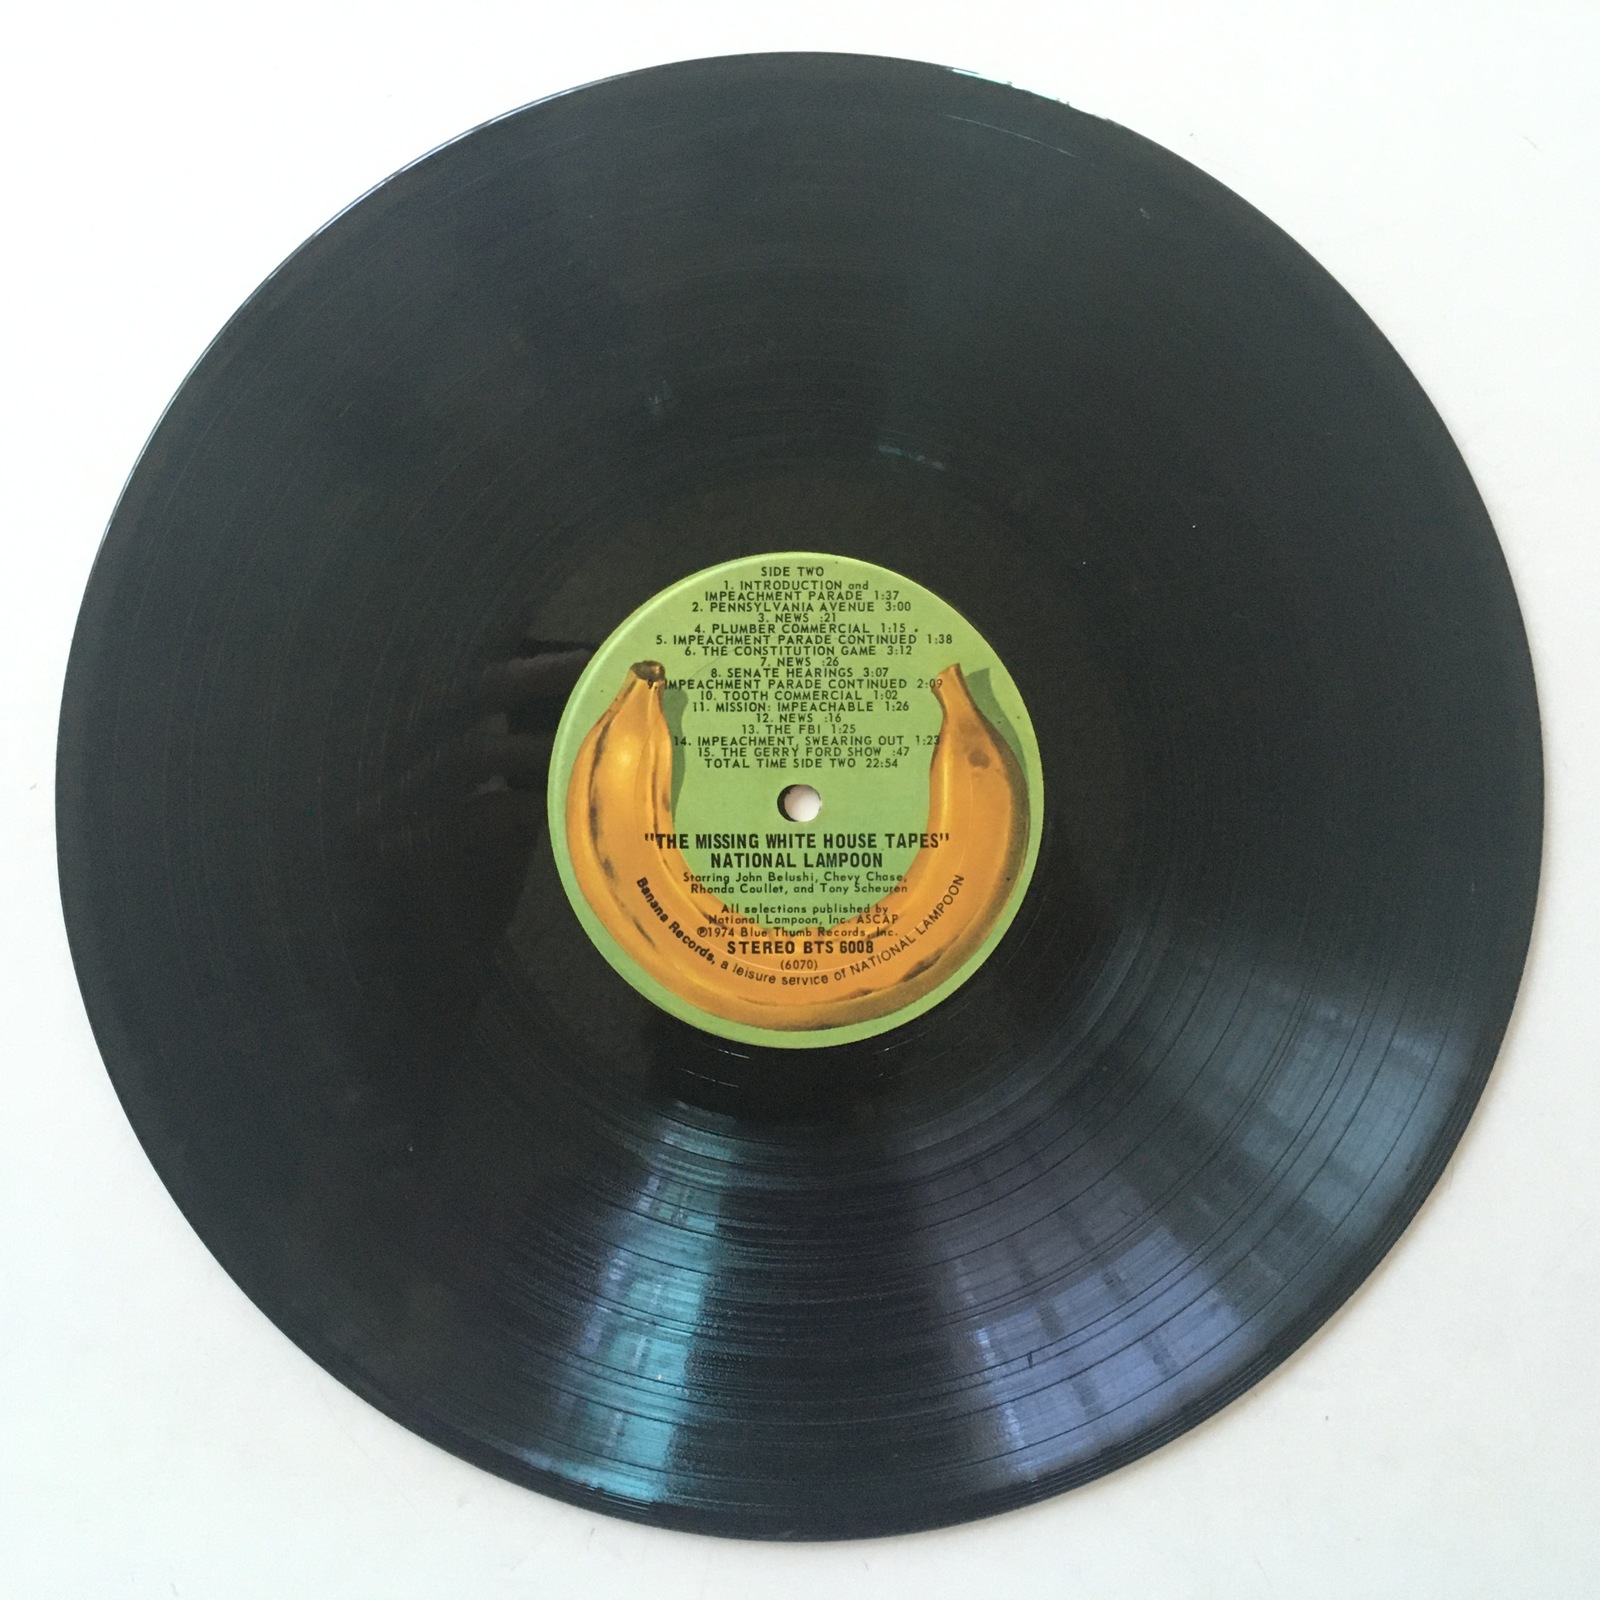 SIDE TWO
1. INTRODUCTION and
IMPEACHMENT PARADE 1:37
2. PENNSYLVANIA AVENUE 3:00
3. NEWS :21
4. PLUMBER COMMERCIAL 1:15
5. IMPEACHMENT PARADE CONTINUED 1:38
6. THE CONSTITUTION GAME 3:12
7. NEWS :26
8. SENATE HEARINGS 3:07
9. IMPEACHMENT PARADE CONTINUED 2:09
10. TOOTH COMMERCIAL 1:02
11. MISSION: IMPEACHABLE 1:26
12. NEWS :16
13. THE FBI 1:25
14. IMPEACHMENT, SWEARING OUT 1:23
15. THE GERRY FORD SHOW :47
TOTAL TIME SIDE TWO 22:54
"THE MISSING WHITE HOUSE TAPES"
NATIONAL LAMPOON
Starring John Belushi, Chevy Chase,
Rhonda Coullet, and Tony Scheuren
All selections published by
National Lampoon, Inc. ASCAP
℗1974 Blue Thumb Records, Inc.
STEREO BTS 6008
(6070)
Banana Records, a leisure service of NATIONAL LAMPOON